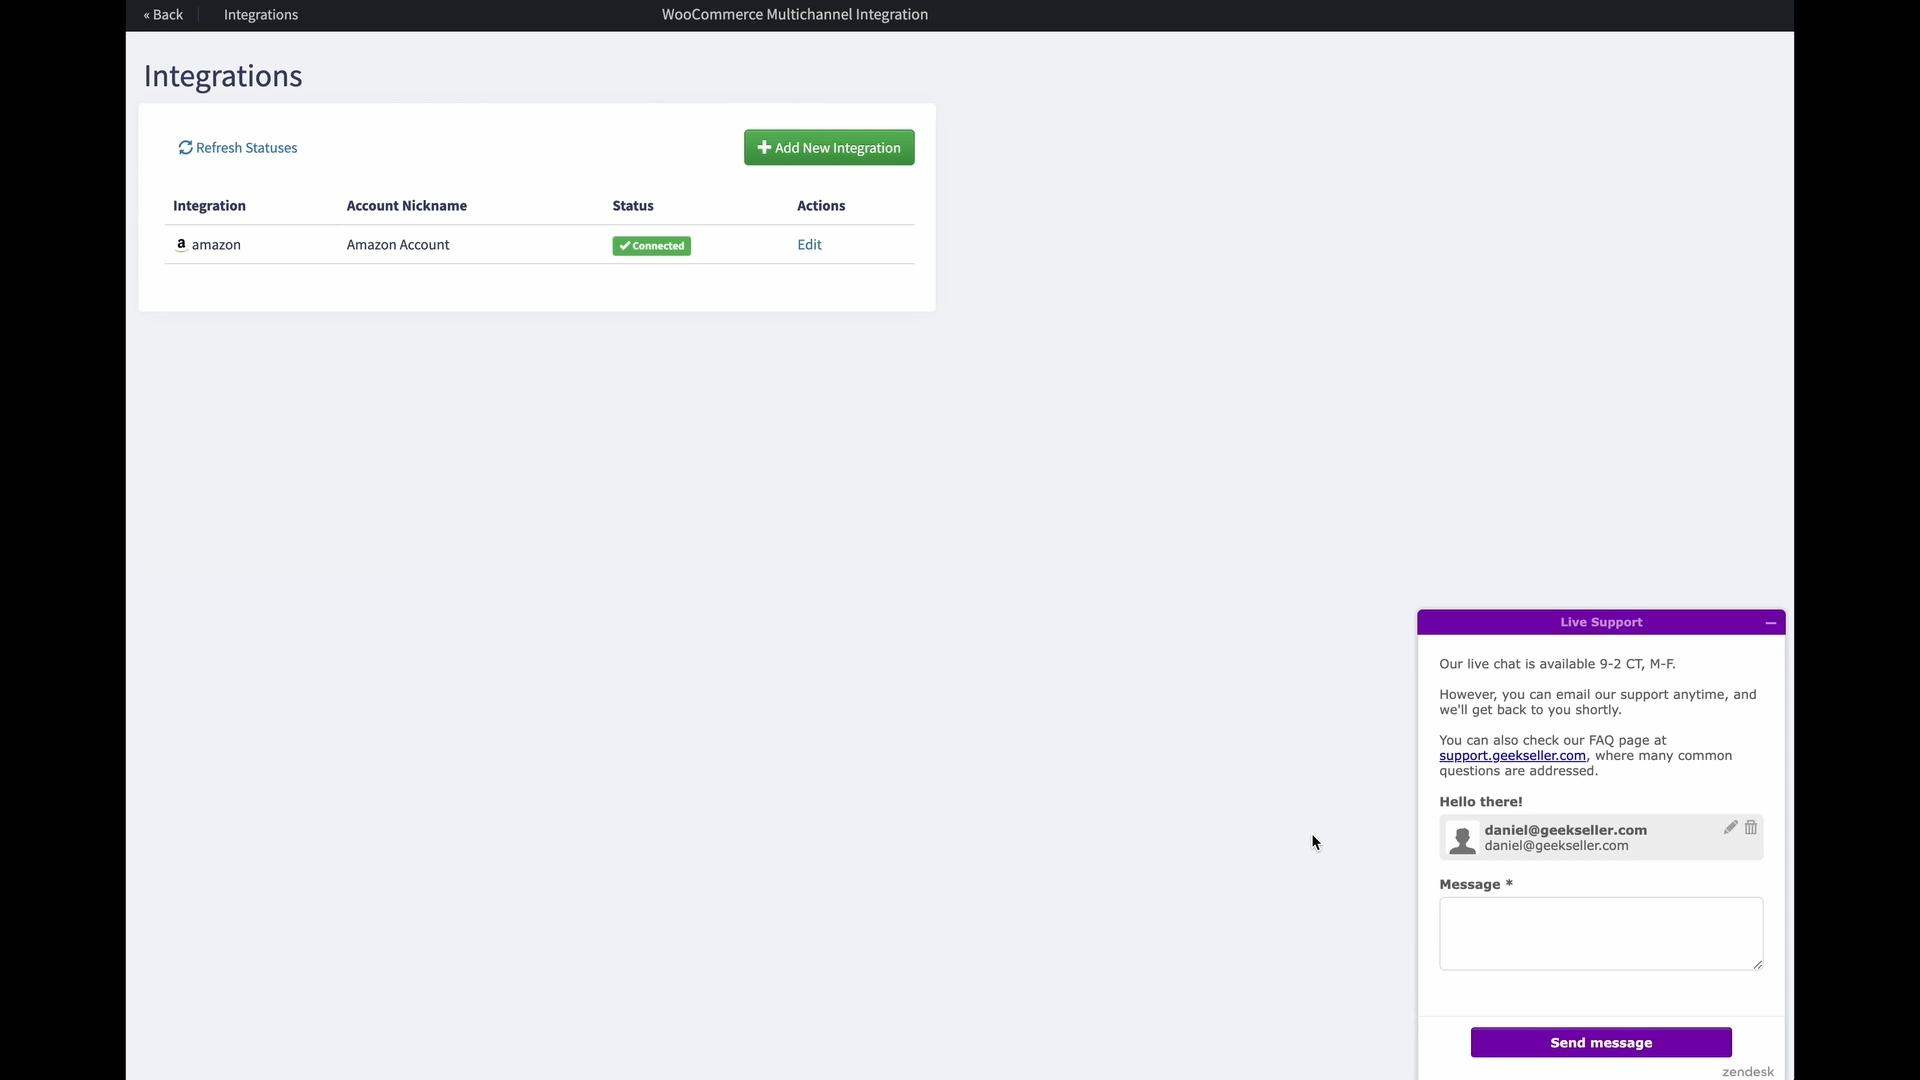 « Back
Integrations
WooCommerce Multichannel Integration
Integrations
Refresh Statuses
Add New Integration
Integration Account Nickname Status Actions
amazon Amazon Account Connected Edit
Live Support
Our live chat is available 9-2 CT, M-F.
However, you can email our support anytime, and
we'll get back to you shortly.
You can also check our FAQ page at
support.geekseller.com, where many common
questions are addressed.
Hello there!
daniel@geekseller.com
daniel@geekseller.com
Message *
Send message
zendesk